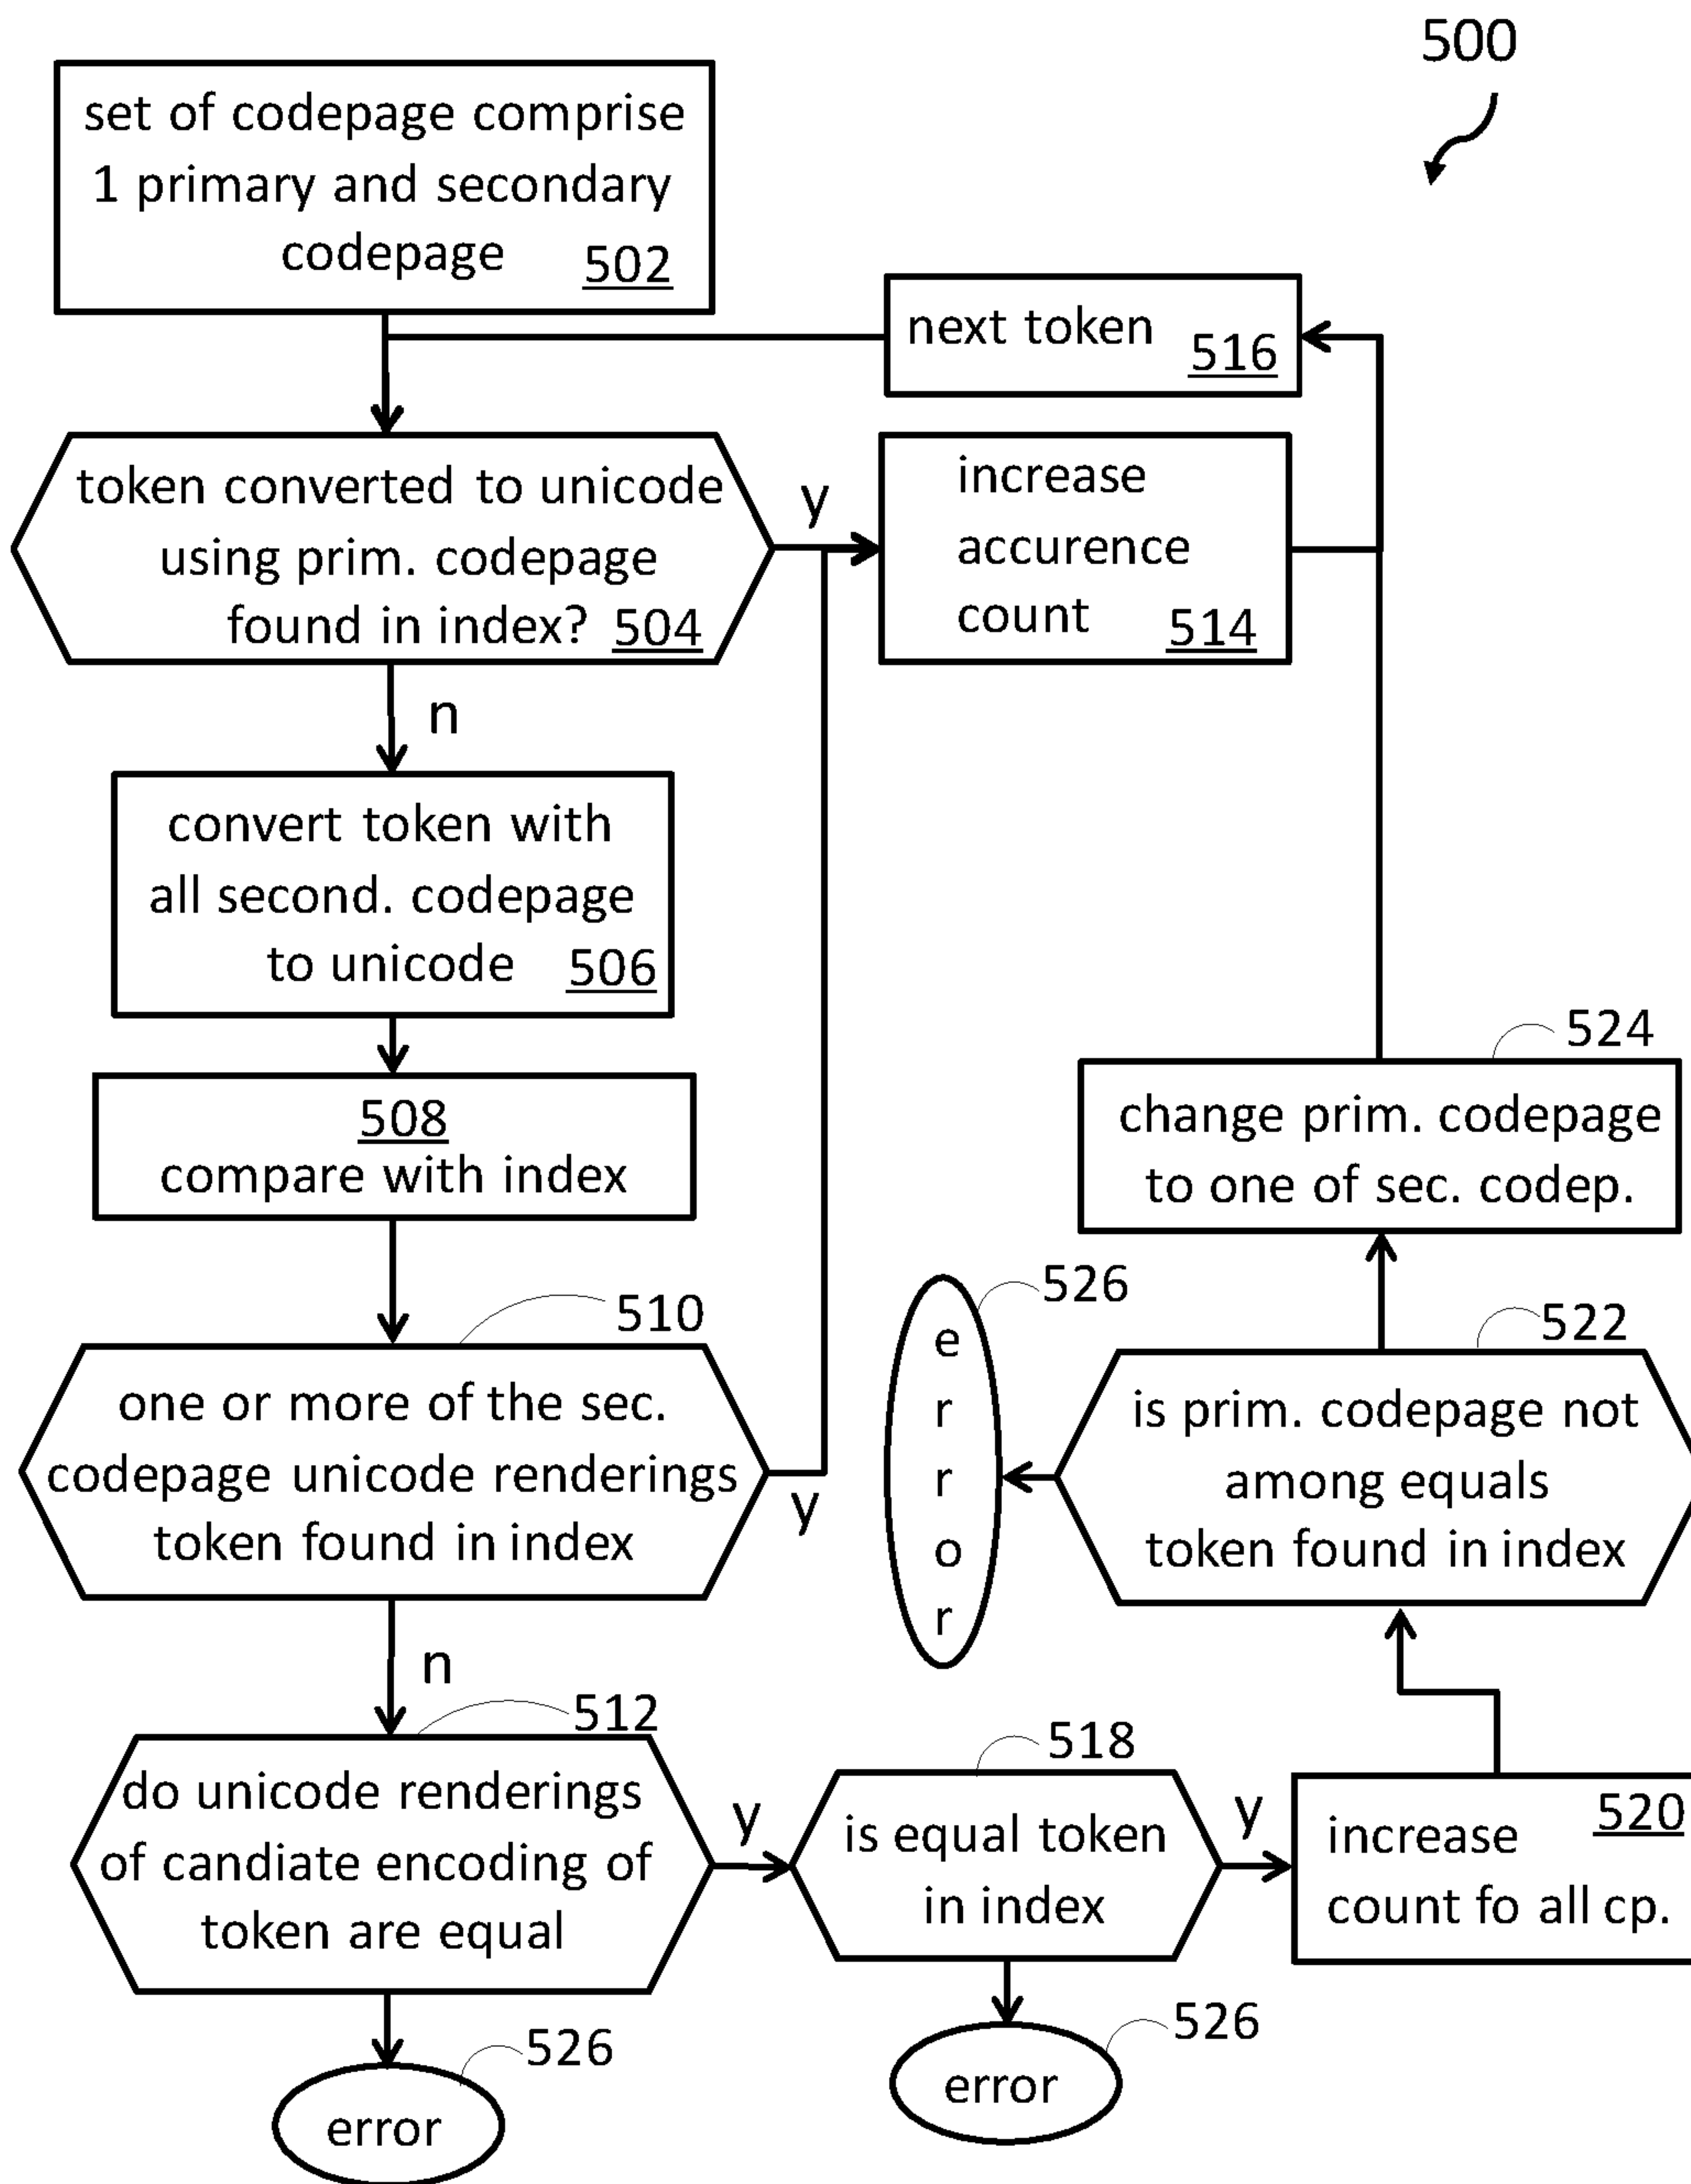 500
set of codepage comprise
1 primary and secondary
codepage 502
next token 516
token converted to unicode
using prim. codepage
found in index? 504
y
increase
accurence
count 514
n
convert token with
all second. codepage
to unicode 506
508
compare with index
524
change prim. codepage
to one of sec. codep.
510
one or more of the sec.
codepage unicode renderings
token found in index
y
526
e
r
r
o
r
522
is prim. codepage not
among equals
token found in index
n
512
do unicode renderings
of candiate encoding of
token are equal
y
518
is equal token
in index
y
520
increase
count fo all cp.
526
error
526
error